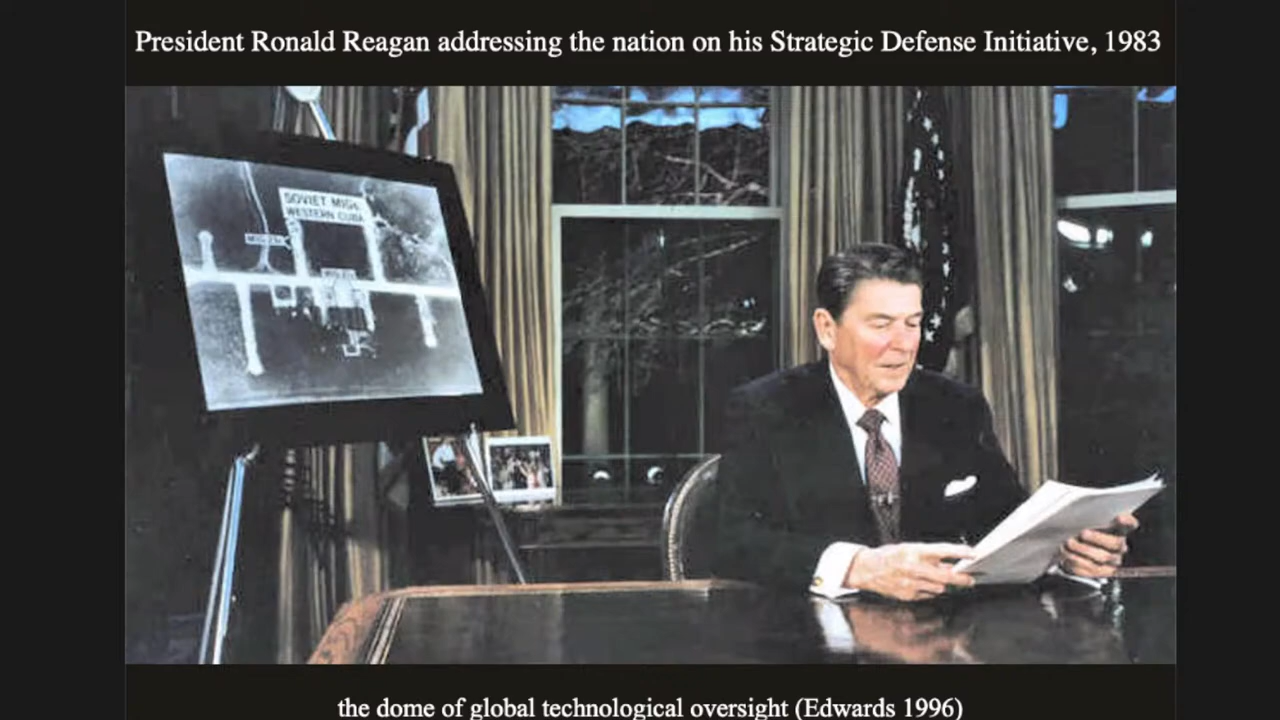 President Ronald Reagan addressing the nation on his Strategic Defense Initiative, 1983
SOVIET MIGs
WESTERN CUBA
the dome of global technological oversight (Edwards 1996)